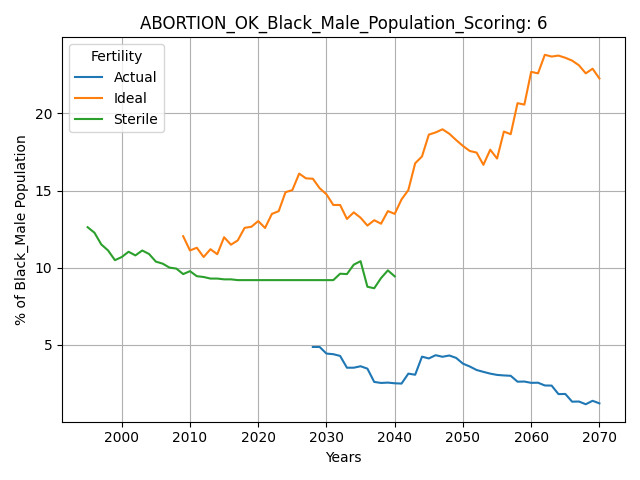 ABORTION_OK_Black_Male_Population_Scoring: 6
Fertility
Actual
Ideal
Sterile
% of Black_Male Population
20
15
10
5
2000 2010 2020 2030 2040 2050 2060 2070
Years